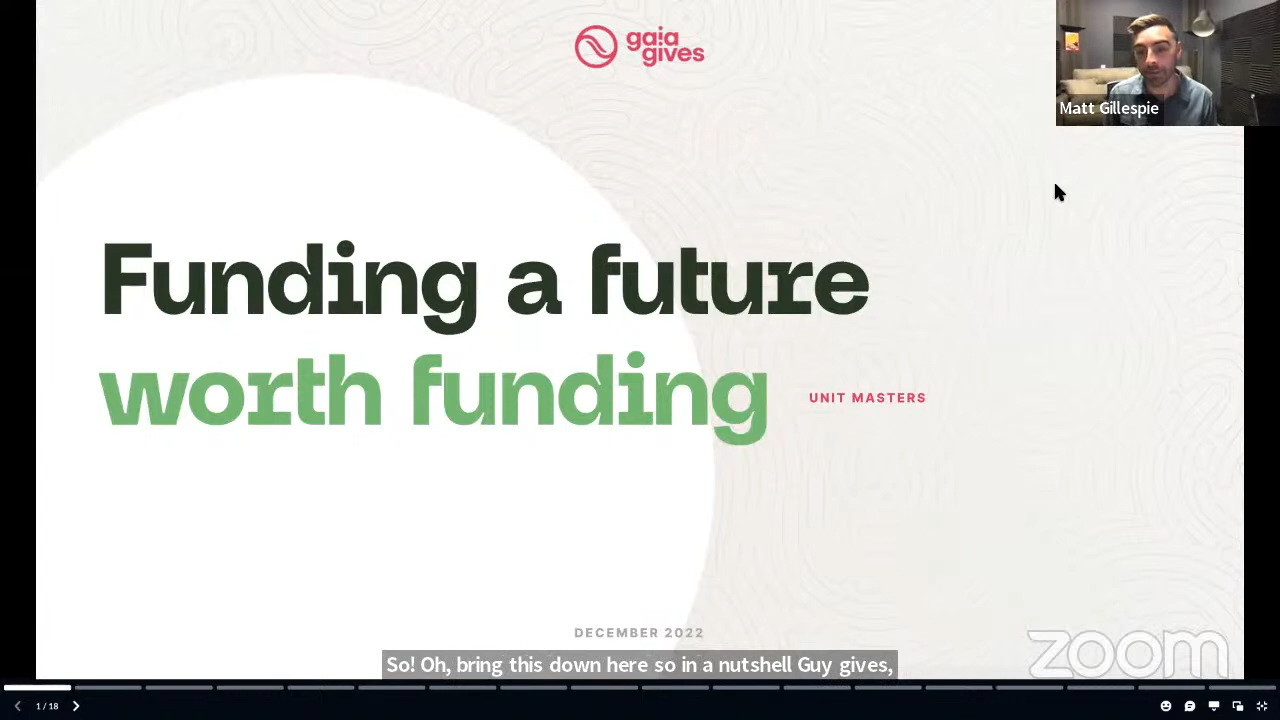 gaia
gives
Matt Gillespie
Funding a future
worth funding
UNIT MASTERS
DECEMBER 2022
zoom
So! Oh, bring this down here so in a nutshell Guy gives,
1 / 18